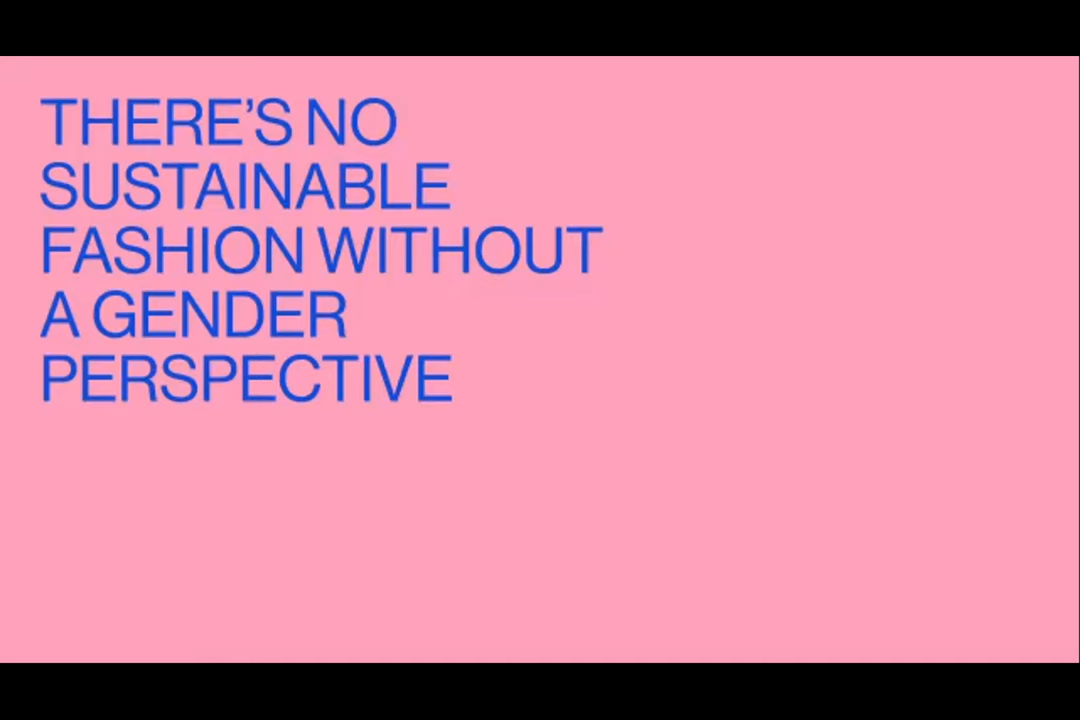 THERE’S NO
SUSTAINABLE
FASHION WITHOUT
A GENDER
PERSPECTIVE